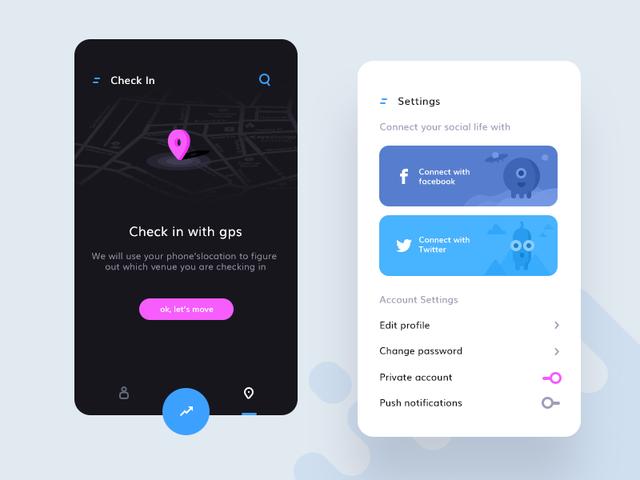 Check In
Check in with gps
We will use your phone'slocation to figure
out which venue you are checking in
ok, let's move
Settings
Connect your social life with
Connect with
facebook
Connect with
Twitter
Account Settings
Edit profile
Change password
Private account
Push notifications